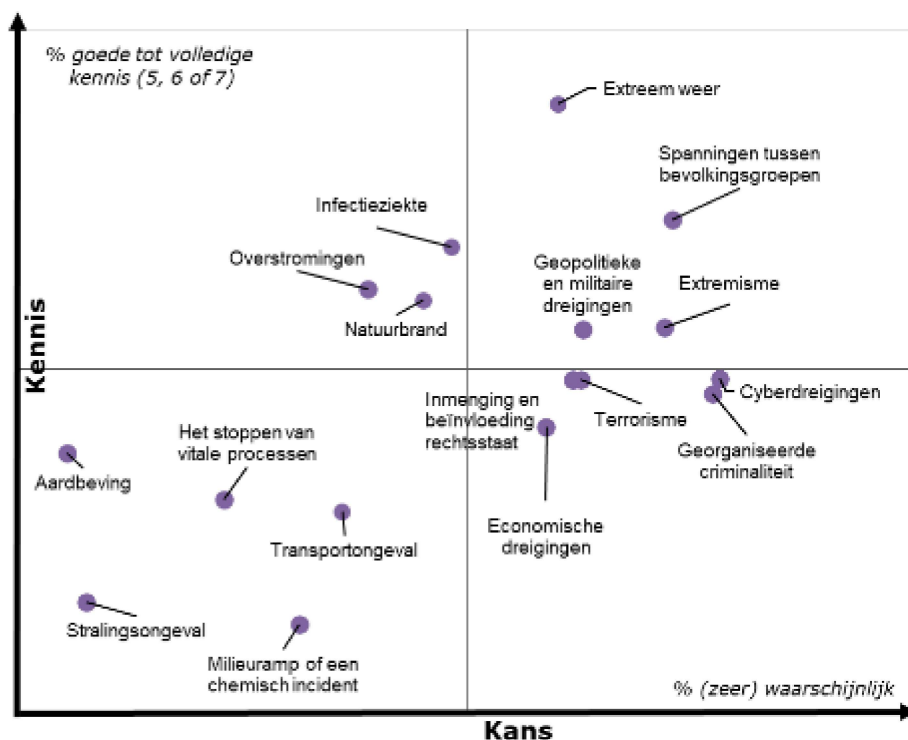 % goede tot volledige
kennis (5, 6 of 7)
Extreem weer
Spanningen tussen
bevolkingsgroepen
Infectieziekte
Overstromingen
Geopolitieke
en militaire
dreigingen
Extremisme
Natuurbrand
Kennis
Inmenging en
beïnvloeding
rechtsstaat
Terrorisme
Cyberdreigingen
Georganiseerde
criminaliteit
Het stoppen van
vitale processen
Aardbeving
Economische
dreigingen
Transportongeval
Stralingsongeval
Milieuramp of een
chemisch incident
% (zeer) waarschijnlijk
Kans